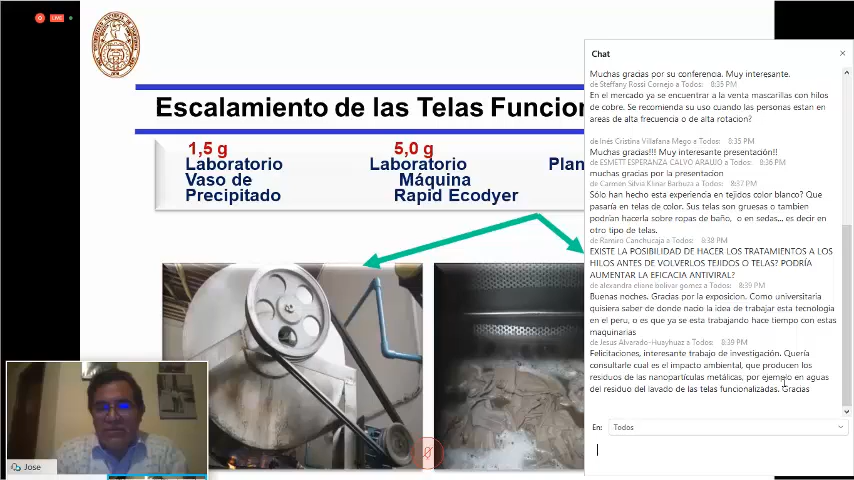 LIVE
Escalamiento de las Telas Funcion
1,5 g
Laboratorio
Vaso de
Precipitado
5,0 g
Laboratorio
Máquina
Rapid Ecodyer
Plan
Jose
Chat
Muchas gracias por su conferencia. Muy interesante.
de Steffany Rossi Cornejo a Todos: 8:35 PM
En el mercado ya se encuentrar a la venta mascarillas con hilos
de cobre. Se recomienda su uso cuando las personas estan en
areas de alta frecuencia o de alta rotacion?
de Inés Cristina Villafana Mego a Todos: 8:35 PM
Muchas gracias!!! Muy interesante presentación!!
de ESMETT ESPERANZA CALVO ARAUJO a Todos: 8:36 PM
muchas gracias por la presentacion
de Carmen Silvia Klinar Barbuza a Todos: 8:37 PM
Sólo han hecho esta experiencia en tejidos color blanco? Que
pasaría en telas de color. Sus telas son gruesas o tambien
podrían hacerla sobre ropas de baño, o en sedas... es decir en
otro tipo de telas.
de Ramiro Canchucaja a Todos: 8:38 PM
EXISTE LA POSIBILIDAD DE HACER LOS TRATAMIENTOS A LOS
HILOS ANTES DE VOLVERLOS TEJIDOS O TELAS? PODRÍA
AUMENTAR LA EFICACIA ANTIVIRAL?
de alexandra eliane bolivar gomez a Todos: 8:39 PM
Buenas noches. Gracias por la exposicion. Como universitaria
quisiera saber de donde nacio la idea de trabajar esta tecnologia
en el peru, o es que ya se esta trabajando hace tiempo con estas
maquinarias
de Jesus Alvarado-Huayhuaz a Todos: 8:39 PM
Felicitaciones, interesante trabajo de investigación. Quería
consultarle cual es el impacto ambiental, que producen los
residuos de las nanopartículas metálicas, por ejemplo en aguas
del residuo del lavado de las telas funcionalizadas. Gracias
En:
Todos